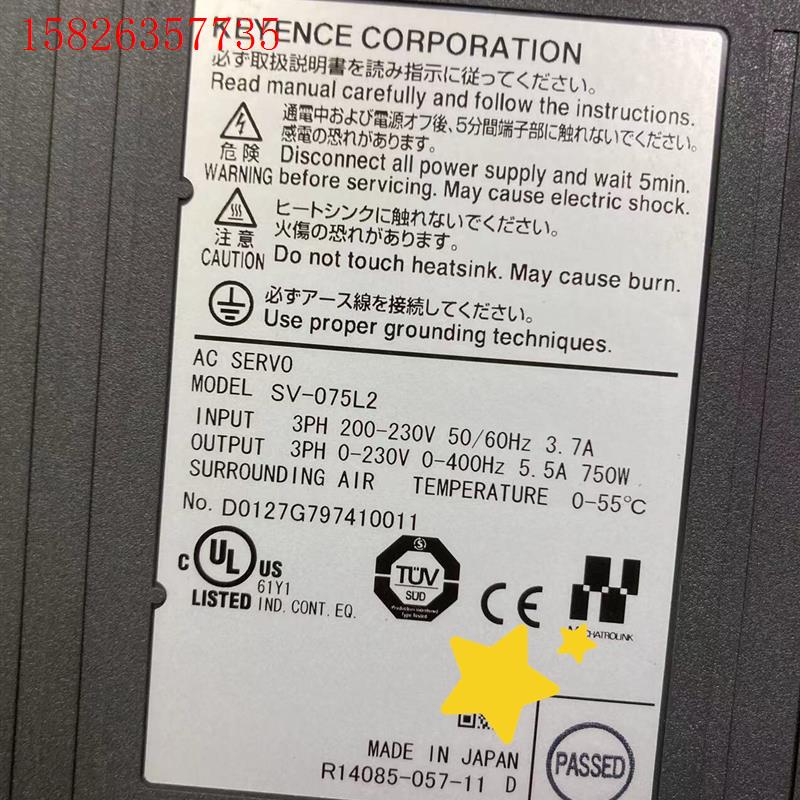 15826357735
KEYENCE CORPORATION
必ず取扱説明書を読み指示に従ってください。
Read manual carefully and follow the instructions.
通電中および電源オフ後、5分間端子部に触れないでください。
感電の恐れがあります。
危険
WARNING
Disconnect all power supply and wait 5min.
before servicing. May cause electric shock.
ヒートシンクに触れないでください。
火傷の恐れがあります。
注意
CAUTION
Do not touch heatsink. May cause burn.
必ずアース線を接続してください。
Use proper grounding techniques.
AC SERVO
MODEL SV-075L2
INPUT 3PH 200-230V 50/60Hz 3.7A
OUTPUT 3PH 0-230V 0-400Hz 5.5A 750W
SURROUNDING AIR TEMPERATURE 0-55℃
No. D0127G797410011
C UL US
LISTED 61Y1
IND. CONT. EQ.
TÜV
SÜD
Production monitored
Type tested
CE
MECHATROLINK
MADE IN JAPAN
R14085-057-11 D
PASSED